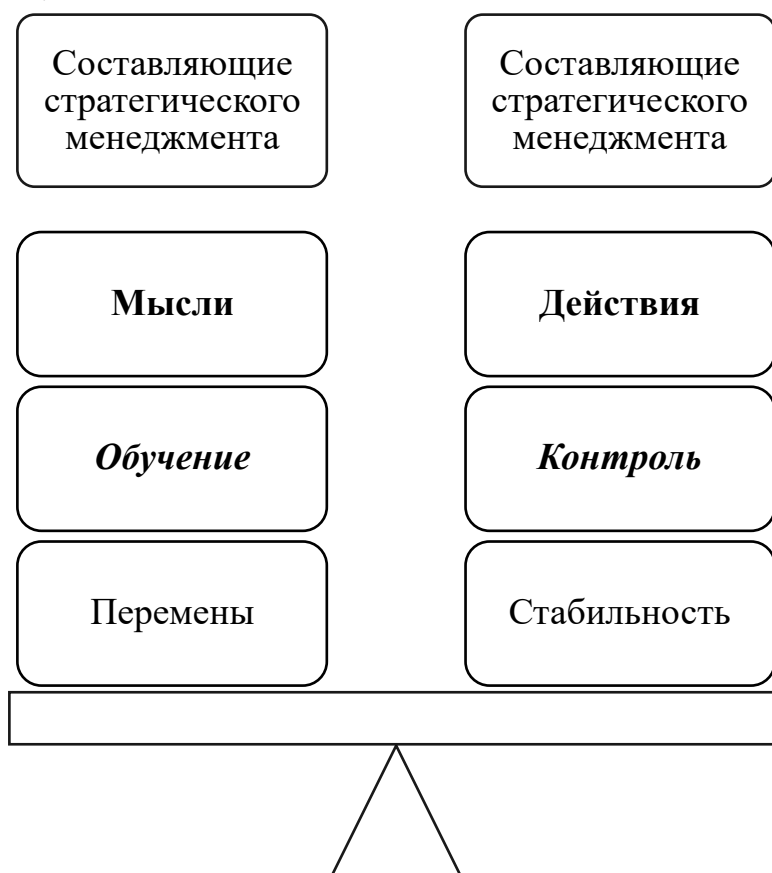 Составляющие
стратегического
менеджмента
Составляющие
стратегического
менеджмента
Мысли
Действия
Обучение
Контроль
Перемены
Стабильность